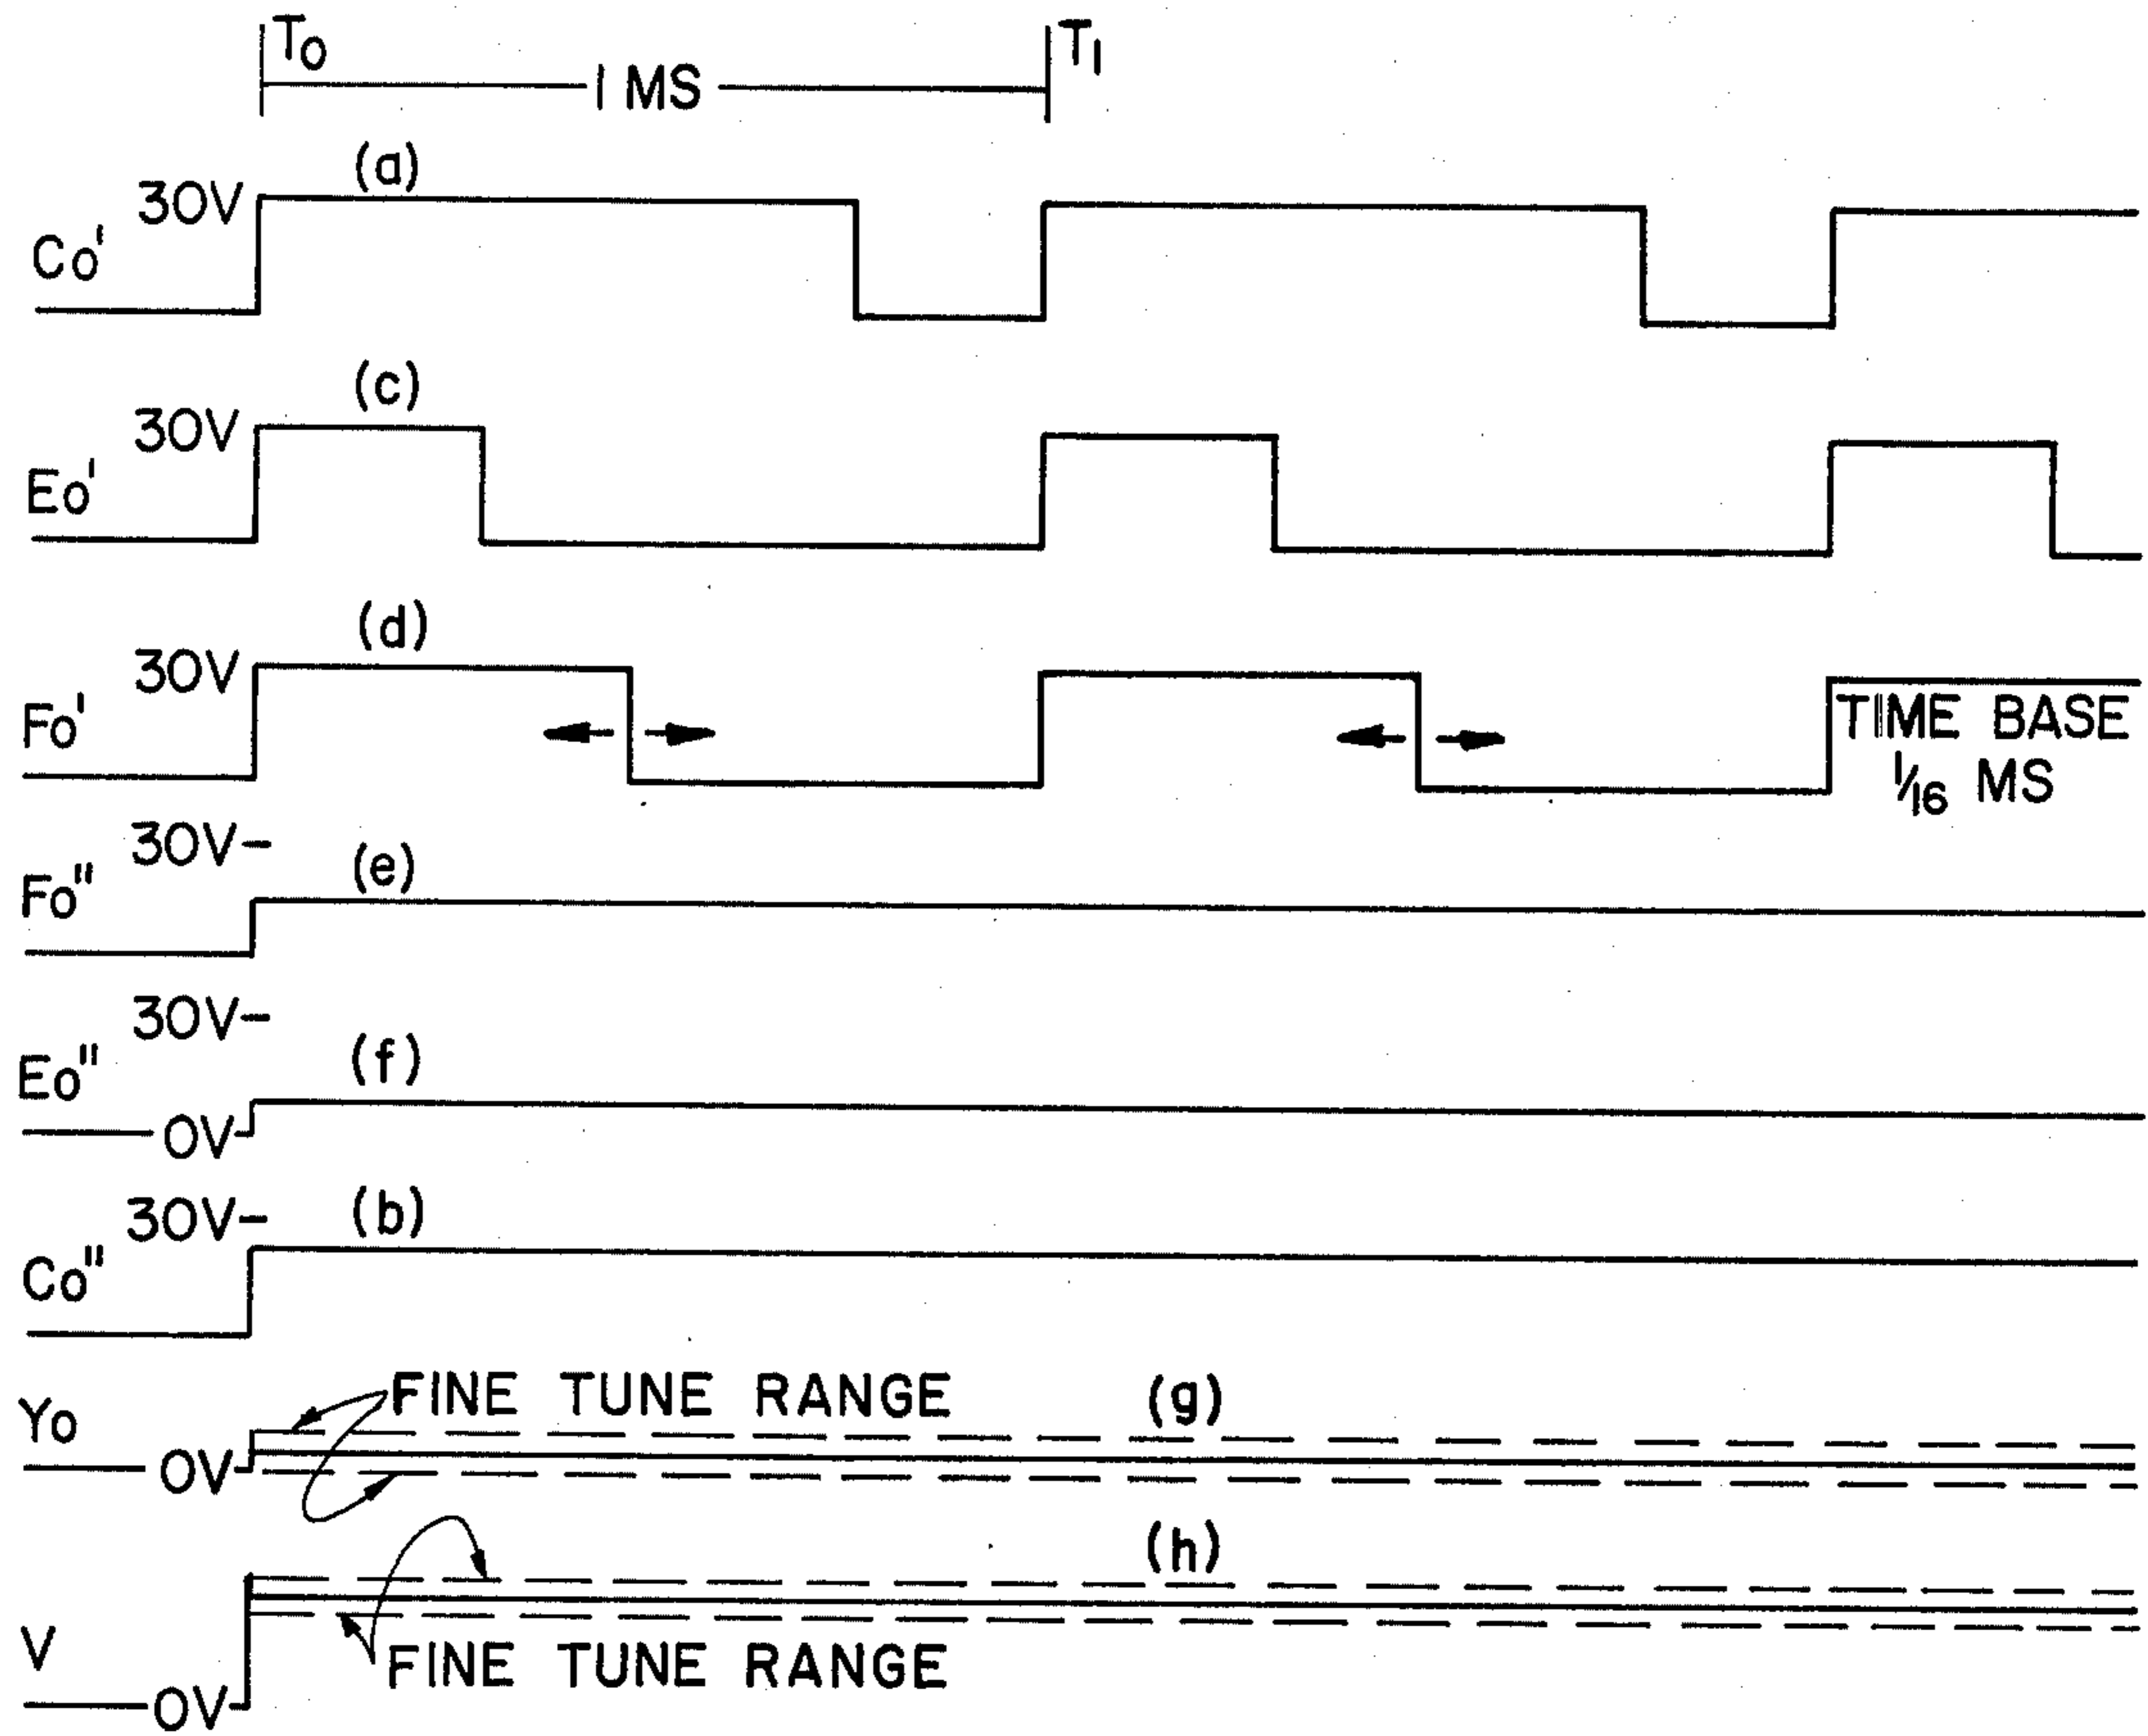 T0 T1
1 MS
(a)
30V
Co'
(c)
30V
Eo'
(d)
30V
Fo'
TIME BASE
1/16 MS
30V-
(e)
Fo"
30V-
(f)
Eo"
0V
30V-
(b)
Co"
FINE TUNE RANGE
(g)
Yo
0V
(h)
V
FINE TUNE RANGE
0V